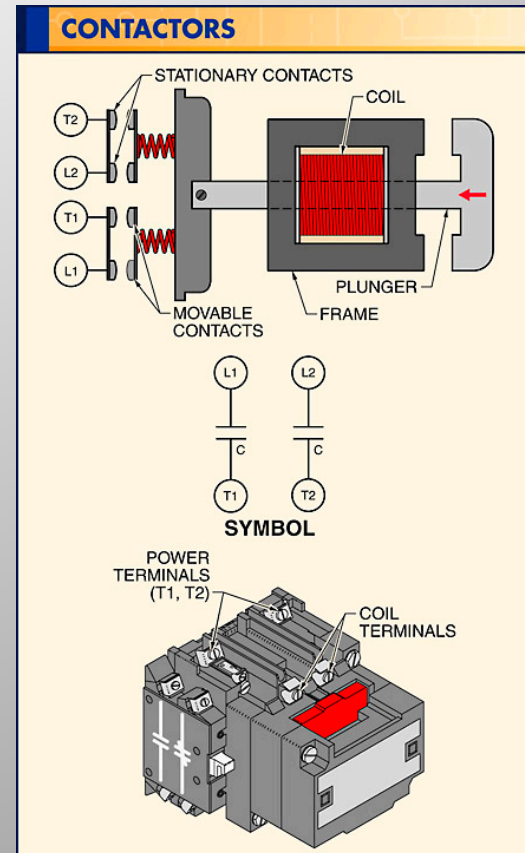 CONTACTORS
STATIONARY CONTACTS
COIL
T2
L2
T1
L1
PLUNGER
FRAME
MOVABLE
CONTACTS
L1
L2
C
C
T1
T2
SYMBOL
POWER
TERMINALS
(T1, T2)
COIL
TERMINALS